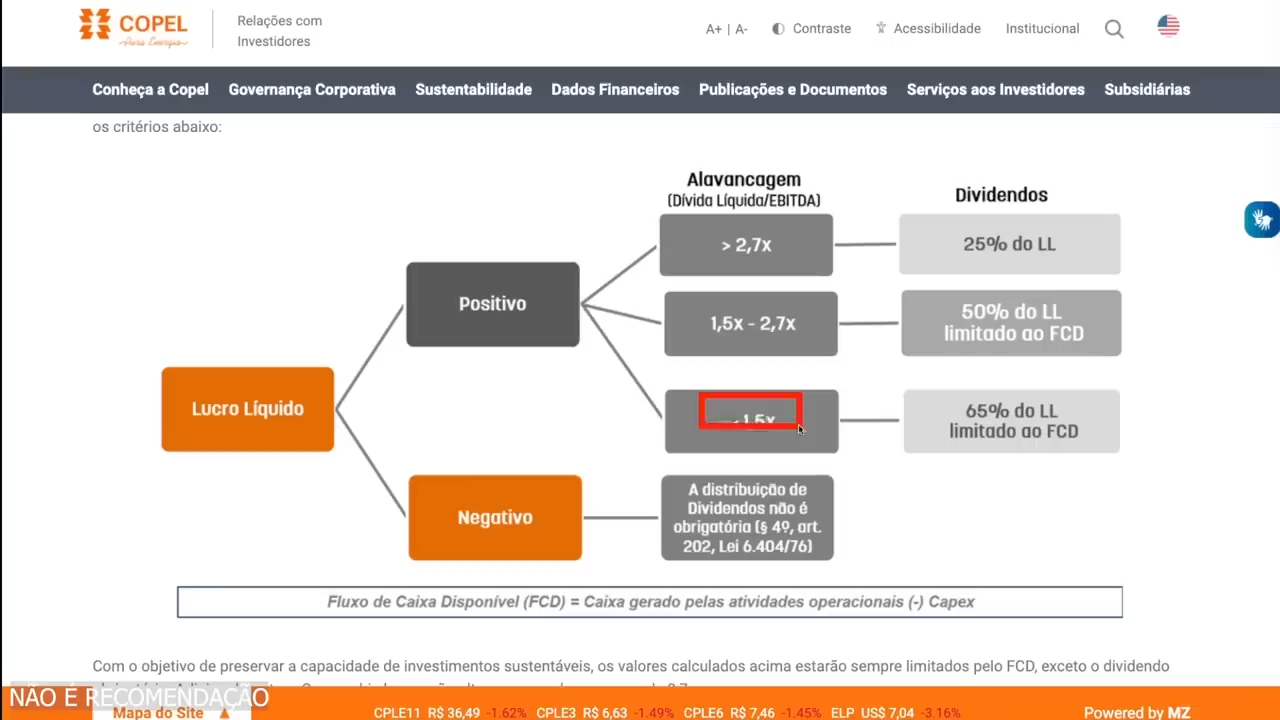 COPEL
Pura Energia
Relações com
Investidores
A+ | A-
Contraste
Acessibilidade
Institucional
Conheça a Copel
Governança Corporativa
Sustentabilidade
Dados Financeiros
Publicações e Documentos
Serviços aos Investidores
Subsidiárias
os critérios abaixo:
Alavancagem
(Dívida Líquida/EBITDA)
Dividendos
> 2,7x
25% do LL
Positivo
1,5x - 2,7x
50% do LL
limitado ao FCD
Lucro Líquido
1,5x
65% do LL
limitado ao FCD
Negativo
A distribuição de
Dividendos não é
obrigatória (§ 4º, art.
202, Lei 6.404/76)
Fluxo de Caixa Disponível (FCD) = Caixa gerado pelas atividades operacionais (-) Capex
Com o objetivo de preservar a capacidade de investimentos sustentáveis, os valores calculados acima estarão sempre limitados pelo FCD, exceto o dividendo
NÃO É RECOMENDAÇÃO
Mapa do Site
CPLE11 R$ 36,49 -1.62% CPLE3 R$ 6,63 -1.49% CPLE6 R$ 7,46 -1.45% ELP US$ 7,04 -3.16%
Powered by MZ